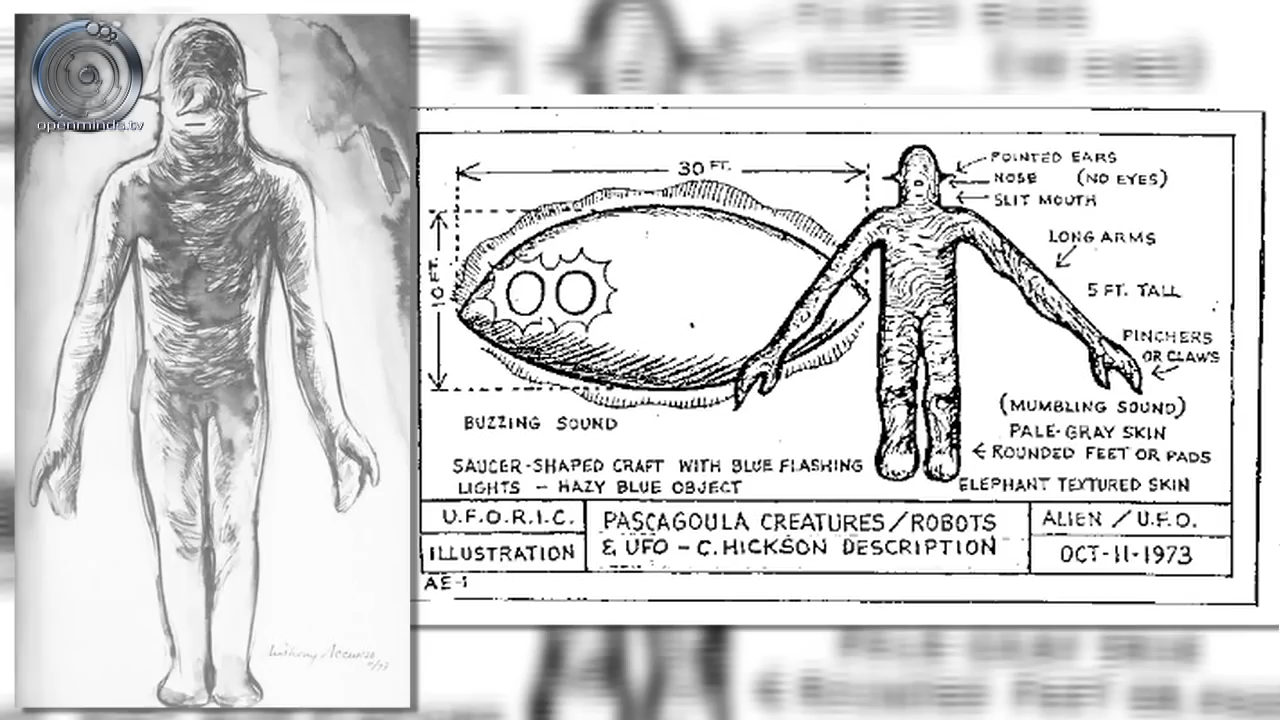 openminds.tv
30 FT.
10 FT.
POINTED EARS
NOSE (NO EYES)
SLIT MOUTH
LONG ARMS
5 FT. TALL
PINCHERS
OR CLAWS
(MUMBLING SOUND)
PALE-GRAY SKIN
ROUNDED FEET OR PADS
ELEPHANT TEXTURED SKIN
BUZZING SOUND
SAUCER-SHAPED CRAFT WITH BLUE FLASHING
LIGHTS – HAZY BLUE OBJECT
U.F.O.R.I.C.
ILLUSTRATION
PASCAGOULA CREATURES/ROBOTS
& UFO – C. HICKSON DESCRIPTION
ALIEN / U.F.O.
OCT-11-1973
AE-1